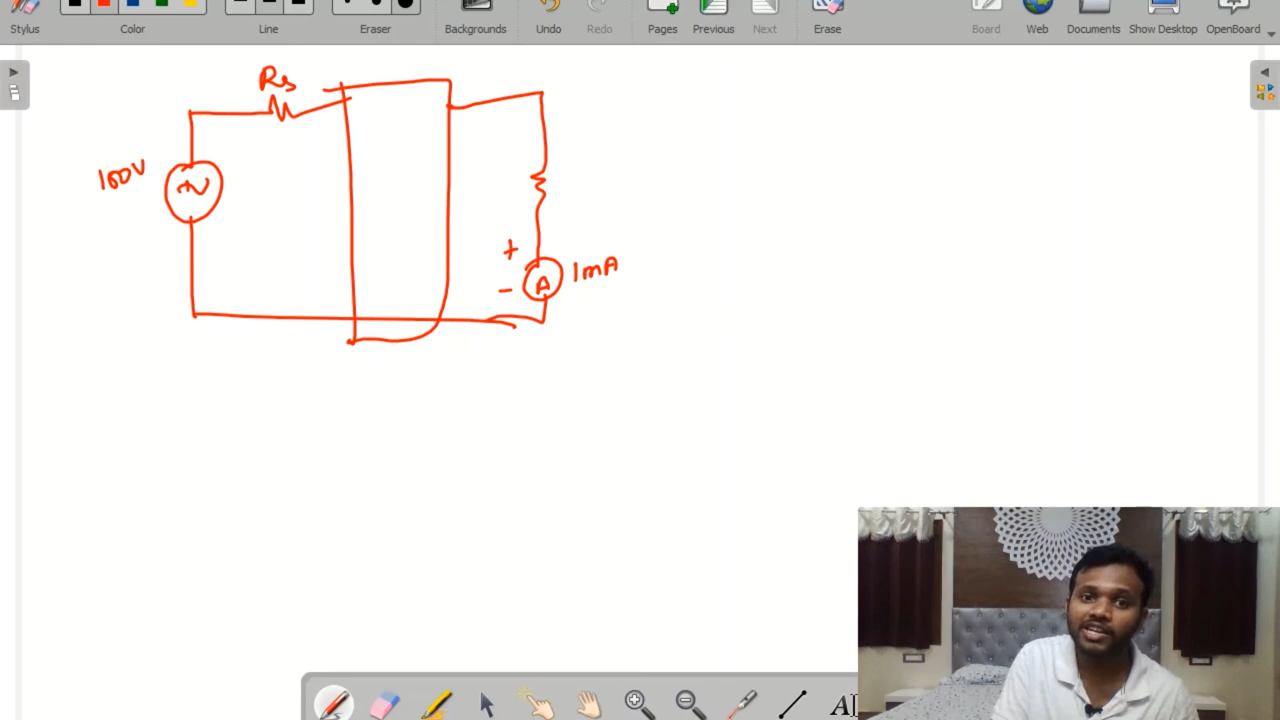 Stylus
Color
Line
Eraser
Backgrounds
Undo
Redo
Pages
Previous
Next
Erase
Board
Web
Documents
Show Desktop
OpenBoard
Rs
100V
+
-
A
1mA
A